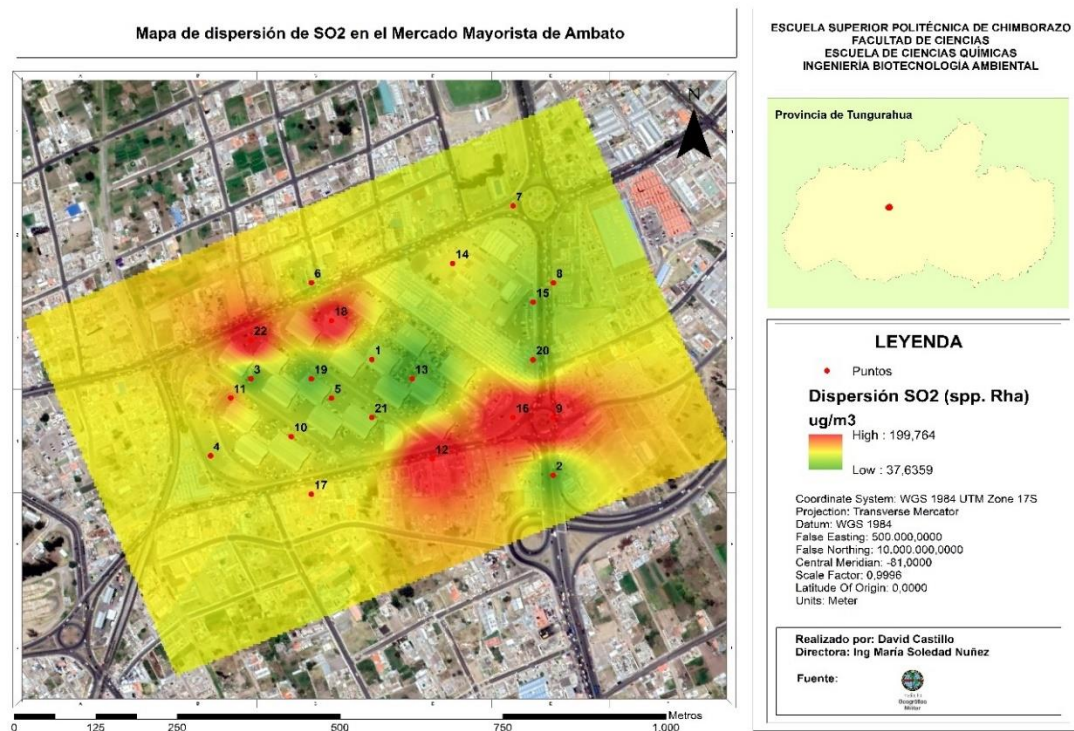 Mapa de dispersión de SO2 en el Mercado Mayorista de Ambato
N
7
14
6
8
15
18
22
1
20
3
19
13
11
5
16
9
21
10
12
4
2
17
Metros
0
125
250
500
750
1.000
ESCUELA SUPERIOR POLITÉCNICA DE CHIMBORAZO
FACULTAD DE CIENCIAS
ESCUELA DE CIENCIAS QUÍMICAS
INGENIERÍA BIOTECNOLOGÍA AMBIENTAL
Provincia de Tungurahua
LEYENDA
Puntos
Dispersión SO2 (spp. Rha)
ug/m3
High : 199,764
Low : 37,6359
Coordinate System: WGS 1984 UTM Zone 17S
Projection: Transverse Mercator
Datum: WGS 1984
False Easting: 500.000,0000
False Northing: 10.000.000,0000
Central Meridian: -81,0000
Scale Factor: 0,9996
Latitude Of Origin: 0,0000
Units: Meter
Realizado por: David Castillo
Directora: Ing María Soledad Nuñez
Fuente:
Geográfico
Militar